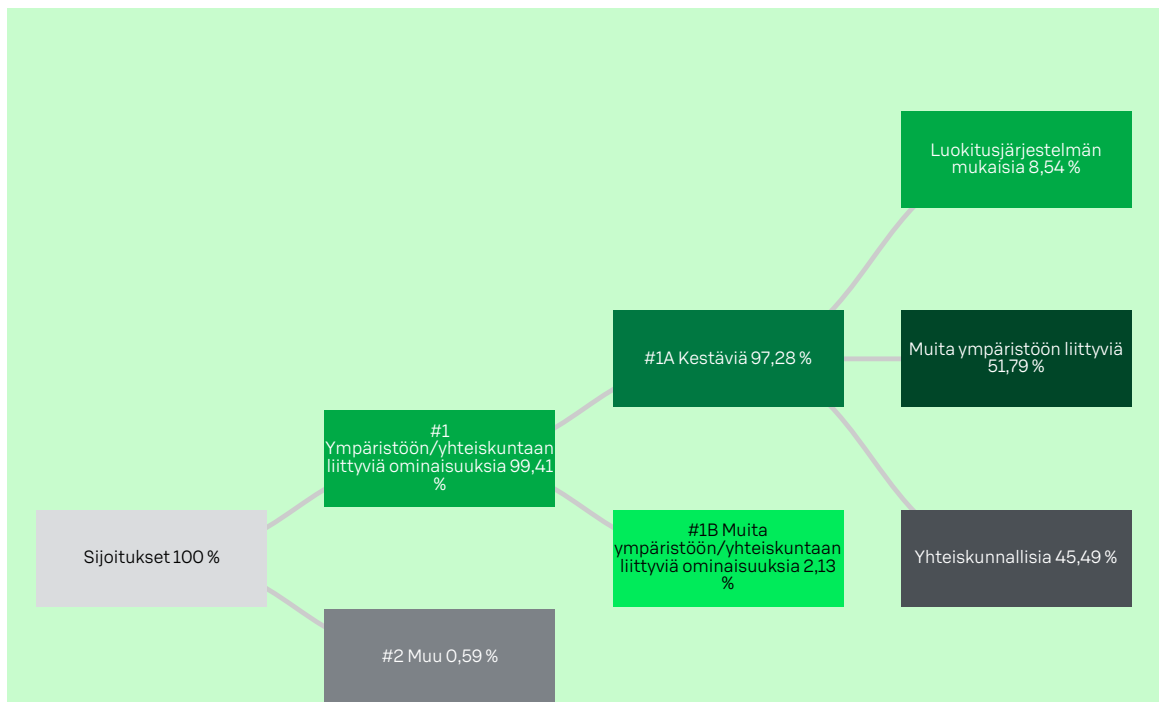 Luokitusjärjestelmän
mukaisia 8,54 %
#1A Kestäviä 97,28 %
Muita ympäristöön liittyviä
51,79 %
#1
Ympäristöön/yhteiskuntaan
liittyviä ominaisuuksia 99,41
%
Sijoitukset 100 %
#1B Muita
ympäristöön/yhteiskuntaan
liittyviä ominaisuuksia 2,13
%
Yhteiskunnallisia 45,49 %
#2 Muu 0,59 %